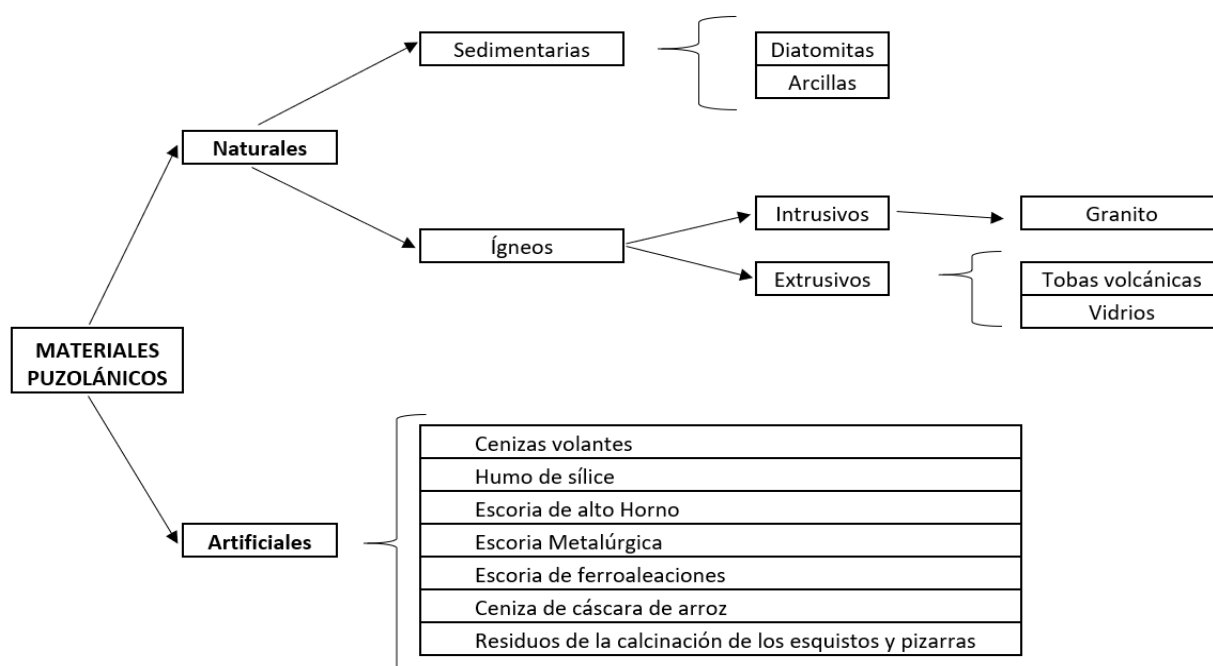 Sedimentarias
Diatomitas
Arcillas
Naturales
Intrusivos
Granito
Ígneos
Extrusivos
Tobas volcánicas
Vidrios
MATERIALES
PUZOLÁNICOS
Cenizas volantes
Humo de sílice
Escoria de alto Horno
Artificiales
Escoria Metalúrgica
Escoria de ferroaleaciones
Ceniza de cáscara de arroz
Residuos de la calcinación de los esquistos y pizarras